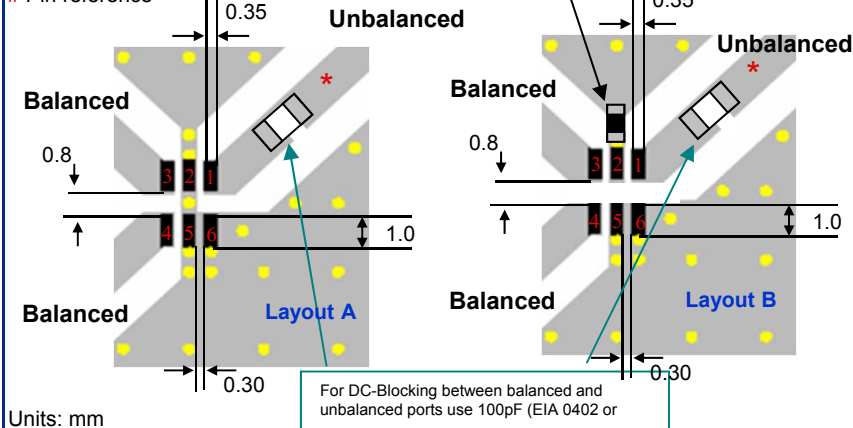 0.35
Unbalanced
*
Balanced
0.8
3 2 1
4 5 6
1.0
Balanced
Layout A
0.30
Units: mm
0.35
Unbalanced
*
Balanced
0.8
3 2 1
4 5 6
1.0
Balanced
Layout B
0.30
For DC-Blocking between balanced and
unbalanced ports use 100pF (EIA 0402 or